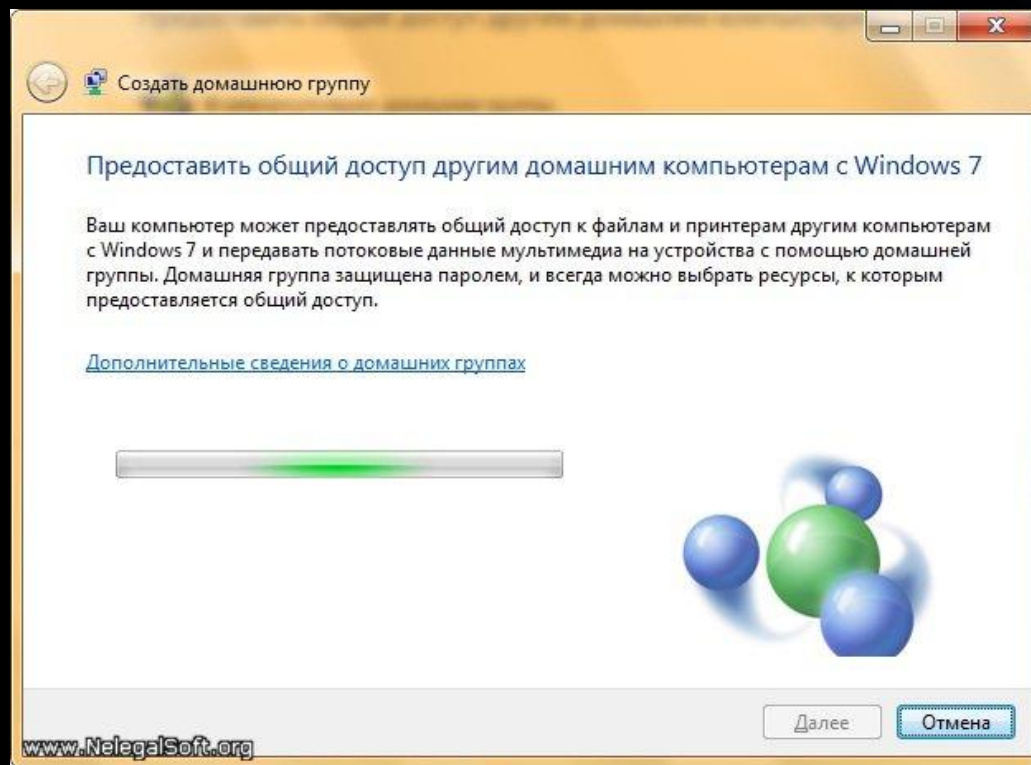 Создать домашнюю группу
Предоставить общий доступ другим домашним компьютерам с Windows 7
Ваш компьютер может предоставлять общий доступ к файлам и принтерам другим компьютерам
с Windows 7 и передавать потоковые данные мультимедиа на устройства с помощью домашней
группы. Домашняя группа защищена паролем, и всегда можно выбрать ресурсы, к которым
предоставляется общий доступ.
Дополнительные сведения о домашних группах
Далее
Отмена
www.NelegalSoft.org